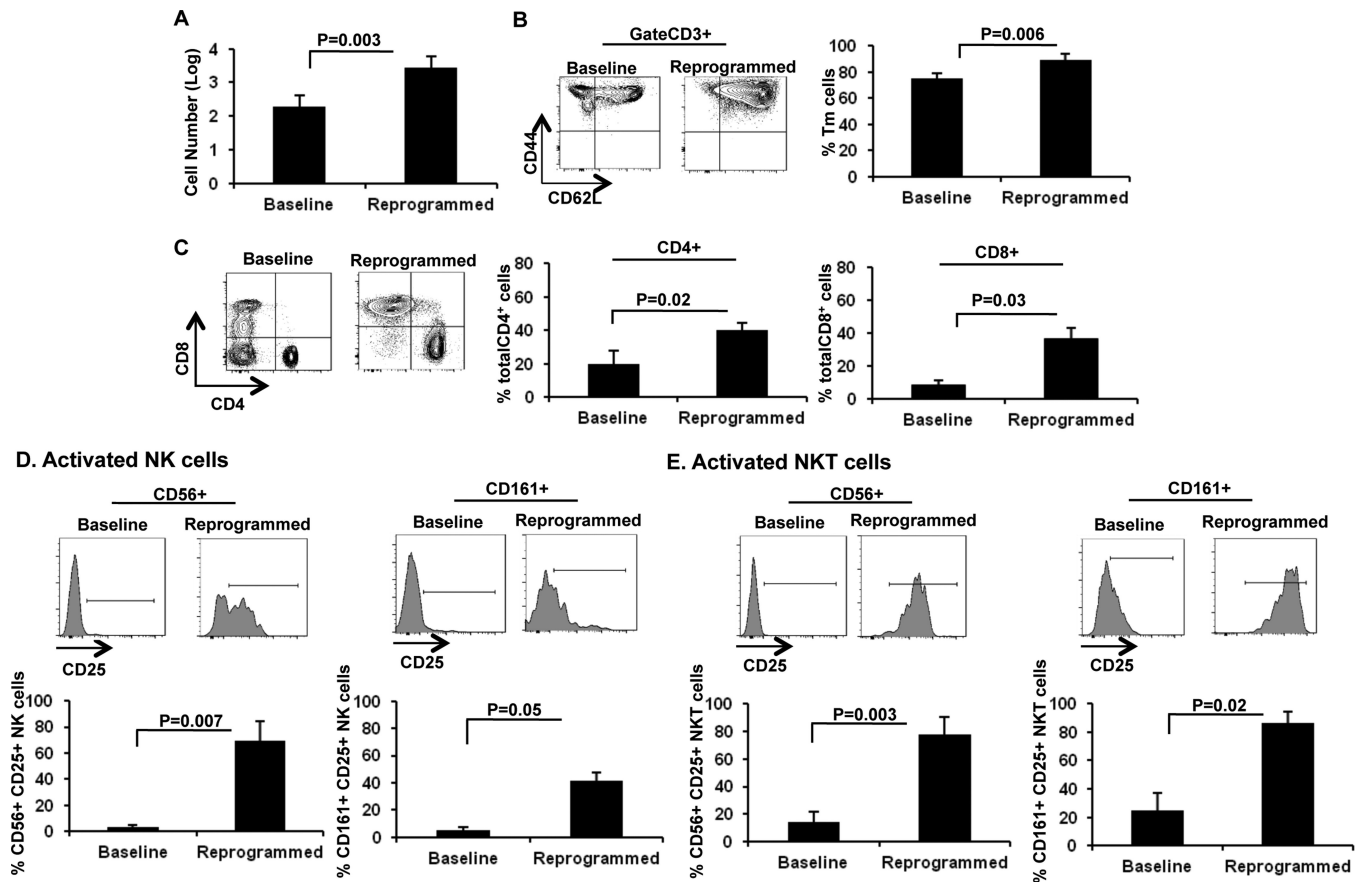 A
P=0.003
Cell Number (Log)
4
3
2
1
0
Baseline
Reprogrammed
B
GateCD3+
Baseline
Reprogrammed
CD44
CD62L
P=0.006
% Tm cells
100
80
60
40
20
0
Baseline
Reprogrammed
C
Baseline
Reprogrammed
CD8
CD4
CD4+
P=0.02
% totalCD4+ cells
80
60
40
20
0
Baseline
Reprogrammed
CD8+
P=0.03
% totalCD8+ cells
80
60
40
20
0
Baseline
Reprogrammed
D. Activated NK cells
CD56+
Baseline
Reprogrammed
CD25
P=0.007
% CD56+ CD25+ NK cells
100
80
60
40
20
0
Baseline
Reprogrammed
CD161+
Baseline
Reprogrammed
CD25
P=0.05
% CD161+ CD25+ NK cells
100
80
60
40
20
0
Baseline
Reprogrammed
E. Activated NKT cells
CD56+
Baseline
Reprogrammed
CD25
P=0.003
% CD56+ CD25+ NKT cells
100
80
60
40
20
0
Baseline
Reprogrammed
CD161+
Baseline
Reprogrammed
CD25
P=0.02
% CD161+ CD25+ NKT cells
100
80
60
40
20
0
Baseline
Reprogrammed